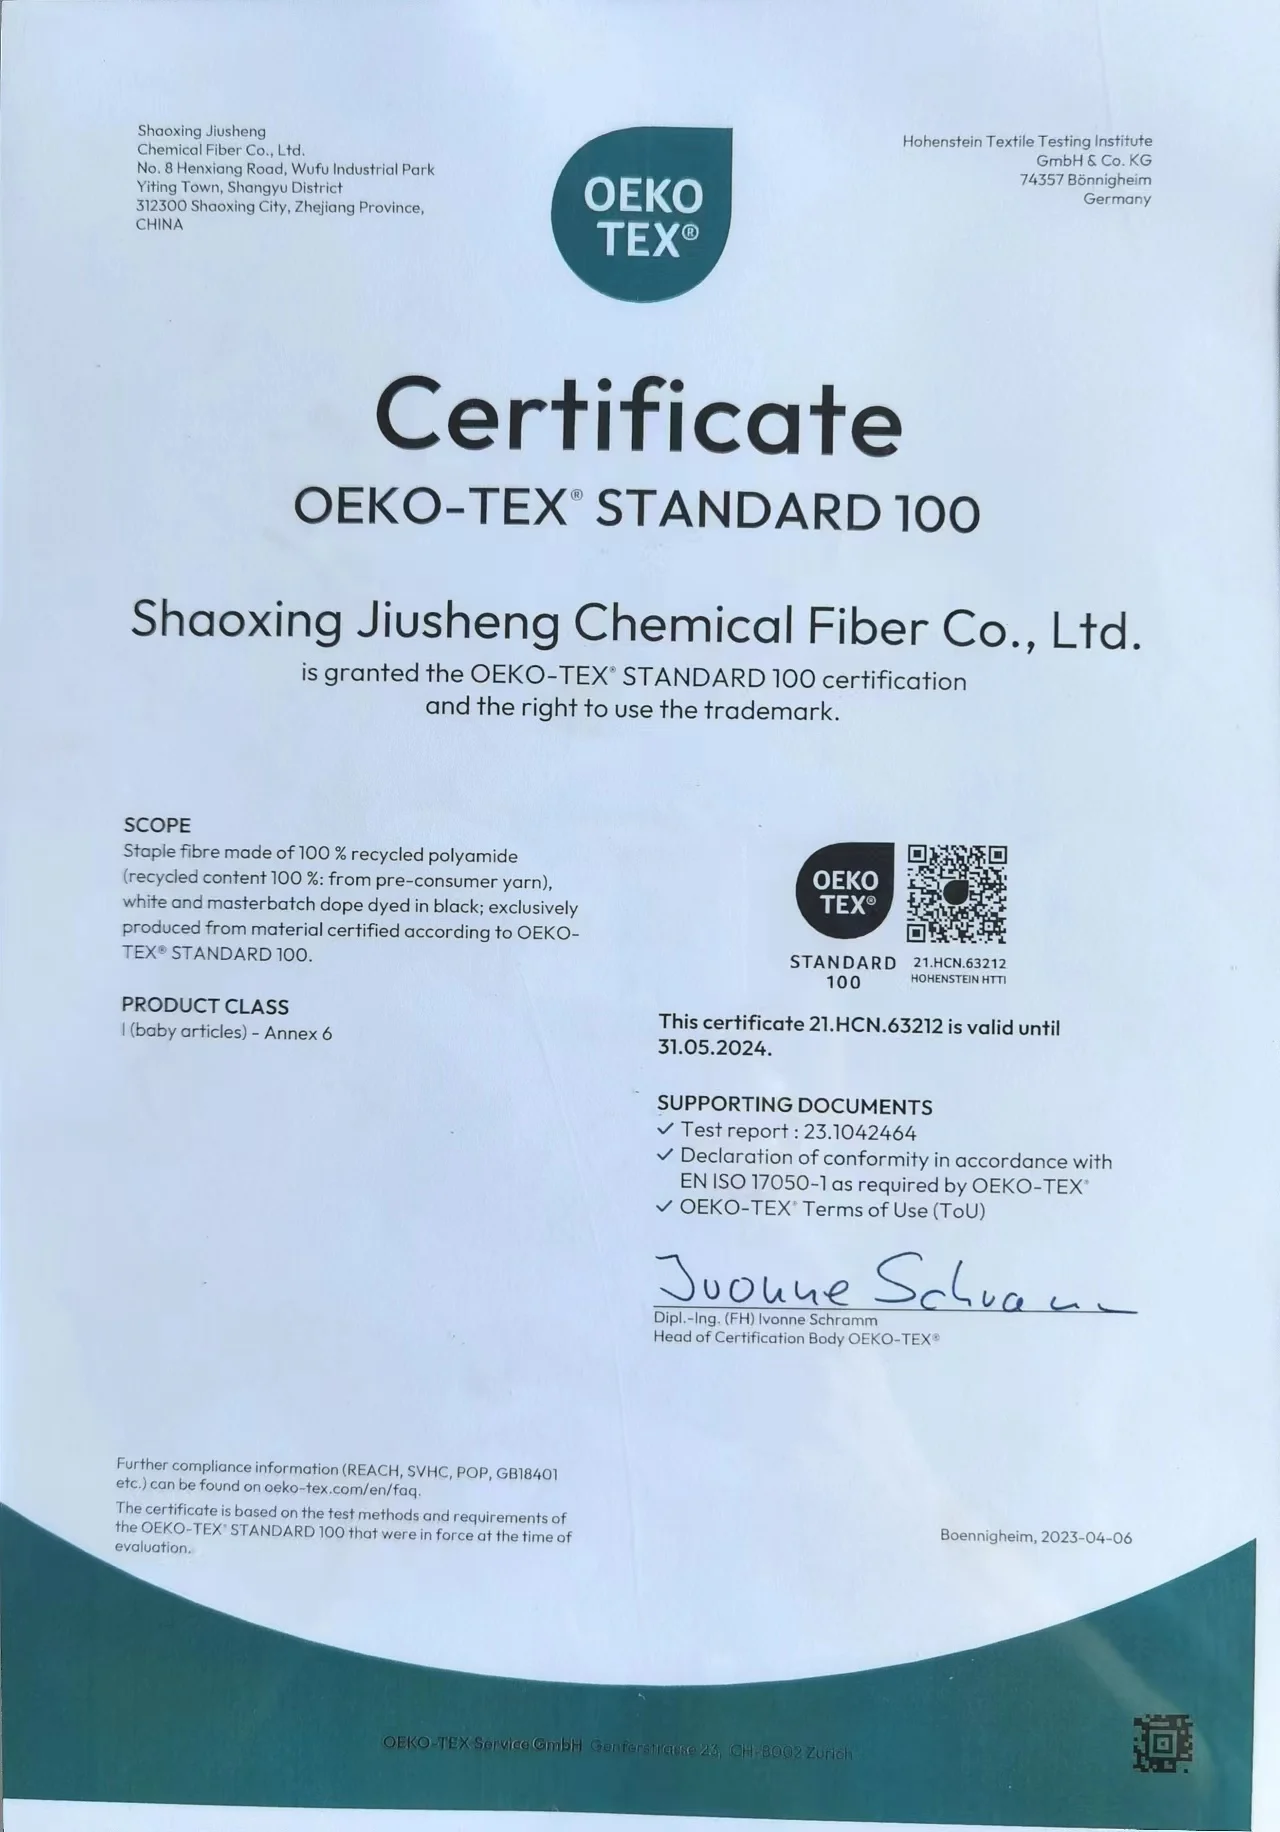 Shaoxing Jiusheng
Chemical Fiber Co., Ltd.
No. 8 Henxiang Road, Wufu Industrial Park
Yiting Town, Shangyu District
312300 Shaoxing City, Zhejiang Province,
CHINA
OEKO
TEX®
Hohenstein Textile Testing Institute
GmbH & Co. KG
74357 Bönnigheim
Germany
Certificate
OEKO-TEX® STANDARD 100
Shaoxing Jiusheng Chemical Fiber Co., Ltd.
is granted the OEKO-TEX® STANDARD 100 certification
and the right to use the trademark.
SCOPE
Staple fibre made of 100 % recycled polyamide
(recycled content 100 %: from pre-consumer yarn),
white and masterbatch dope dyed in black; exclusively
produced from material certified according to OEKO-
TEX® STANDARD 100.
PRODUCT CLASS
I (baby articles) - Annex 6
OEKO
TEX®
STANDARD
100
21.HCN.63212
HOHENSTEIN HTTI
This certificate 21.HCN.63212 is valid until
31.05.2024.
SUPPORTING DOCUMENTS
✓ Test report : 23.1042464
✓ Declaration of conformity in accordance with
EN ISO 17050-1 as required by OEKO-TEX®
✓ OEKO-TEX® Terms of Use (ToU)
Ivonne Schramm
Dipl.-Ing. (FH) Ivonne Schramm
Head of Certification Body OEKO-TEX®
Further compliance information (REACH, SVHC, POP, GB18401
etc.) can be found on oeko-tex.com/en/faq.
The certificate is based on the test methods and requirements of
the OEKO-TEX® STANDARD 100 that were in force at the time of
evaluation.
Boennigheim, 2023-04-06
OEKO-TEX Service GmbH Genferstrasse 23, CH-8002 Zurich